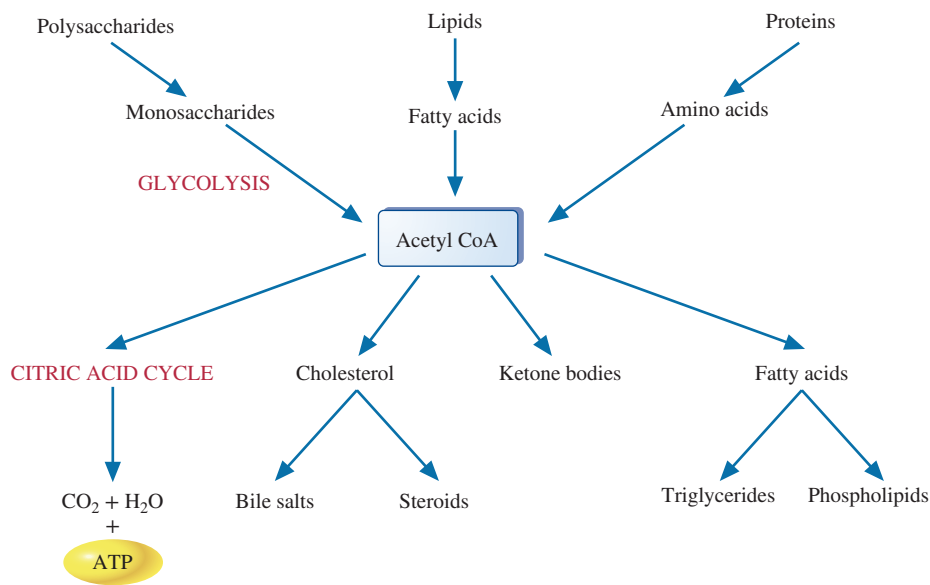 Polysaccharides
Lipids
Proteins
Monosaccharides
Fatty acids
Amino acids
GLYCOLYSIS
Acetyl CoA
CITRIC ACID CYCLE
Cholesterol
Ketone bodies
Fatty acids
CO₂ + H₂O
+
ATP
Bile salts
Steroids
Triglycerides
Phospholipids